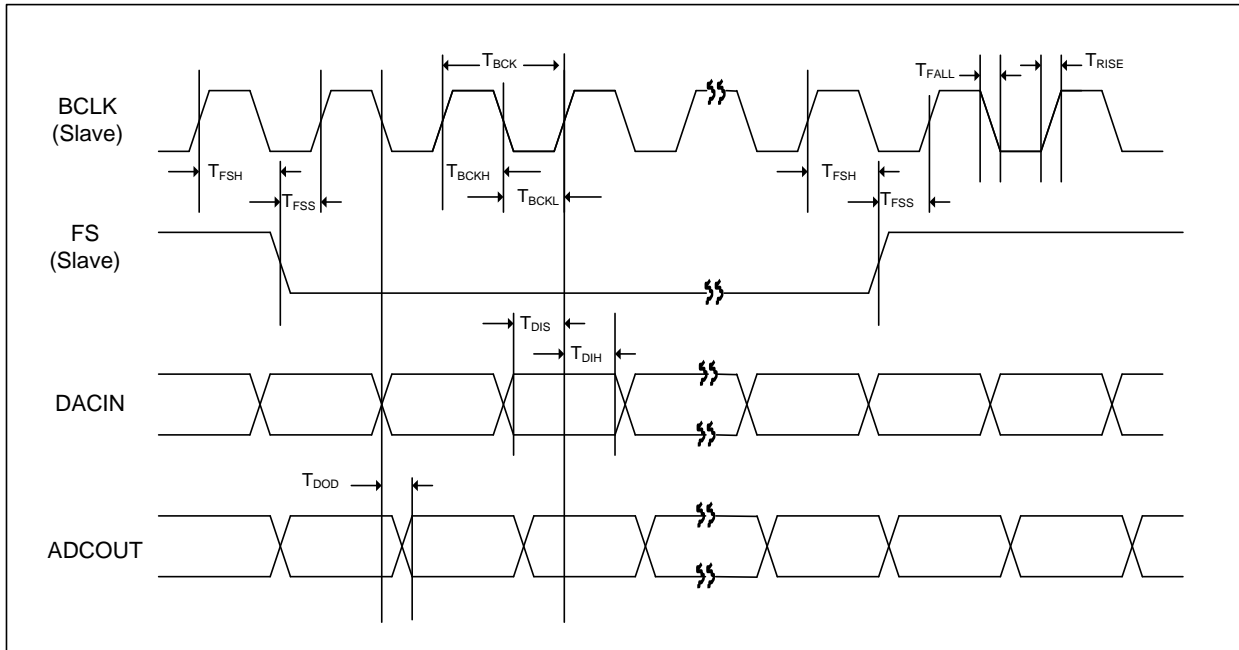 T_BCK
T_FALL
T_RISE
BCLK
(Slave)
T_FSH
T_BCKH
T_FSH
T_FSS
T_BCKL
T_FSS
FS
(Slave)
T_DIS
T_DIH
DACIN
T_DOD
ADCOUT